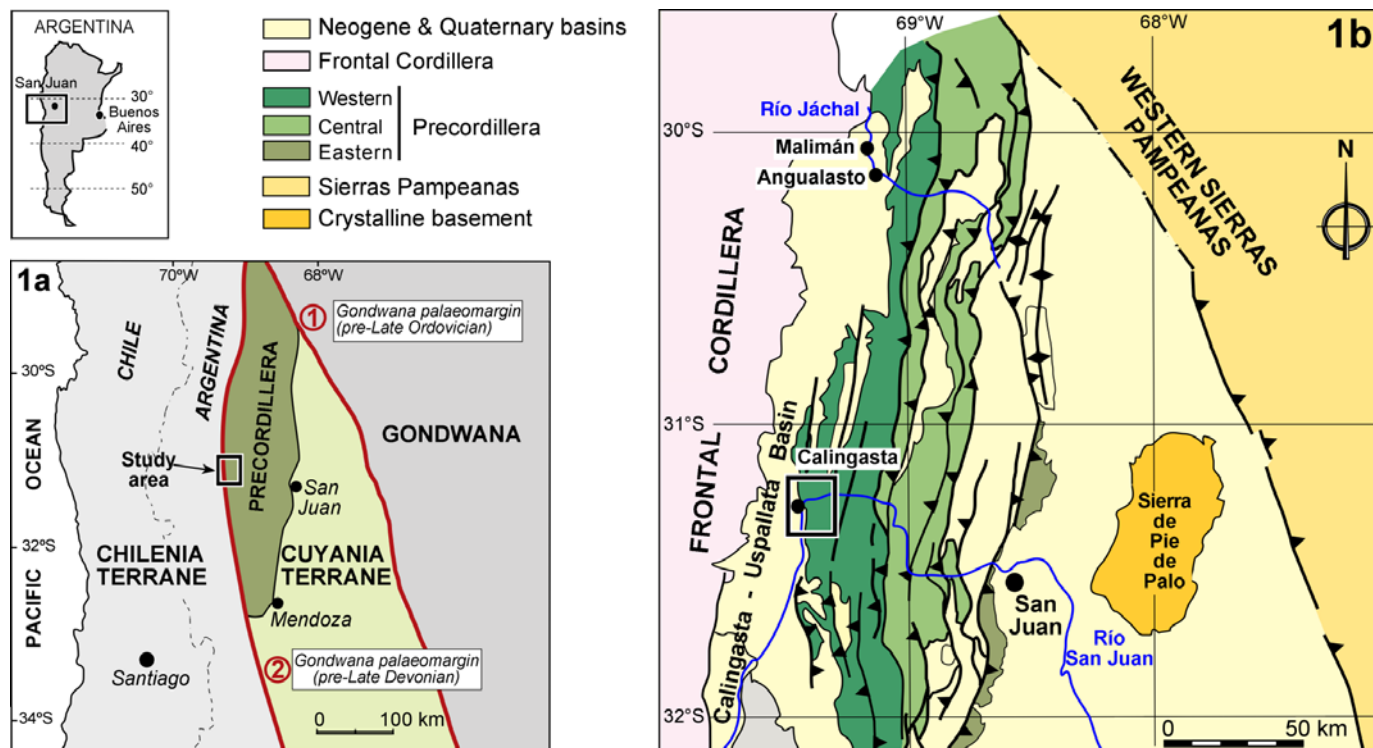 ARGENTINA
San Juan
30°
Buenos
Aires
40°
50°
Neogene & Quaternary basins
Frontal Cordillera
Western
Central
Eastern
Precordillera
Sierras Pampeanas
Crystalline basement
1a
70°W
68°W
30°S
32°S
34°S
PACIFIC OCEAN
CHILE
ARGENTINA
PRECORDILLERA
1
Gondwana palaeomargin
(pre-Late Ordovician)
GONDWANA
Study
area
San
Juan
CHILENIA
TERRANE
CUYANIA
TERRANE
Mendoza
Santiago
2
Gondwana palaeomargin
(pre-Late Devonian)
0 100 km
1b
69°W
68°W
30°S
31°S
32°S
Río Jáchal
Malimán
Angualasto
WESTERN SIERRAS
PAMPEANAS
N
FRONTAL CORDILLERA
Calingasta - Uspallata Basin
Calingasta
Sierra
de
Pie
de
Palo
San
Juan
Río
San Juan
0 50 km